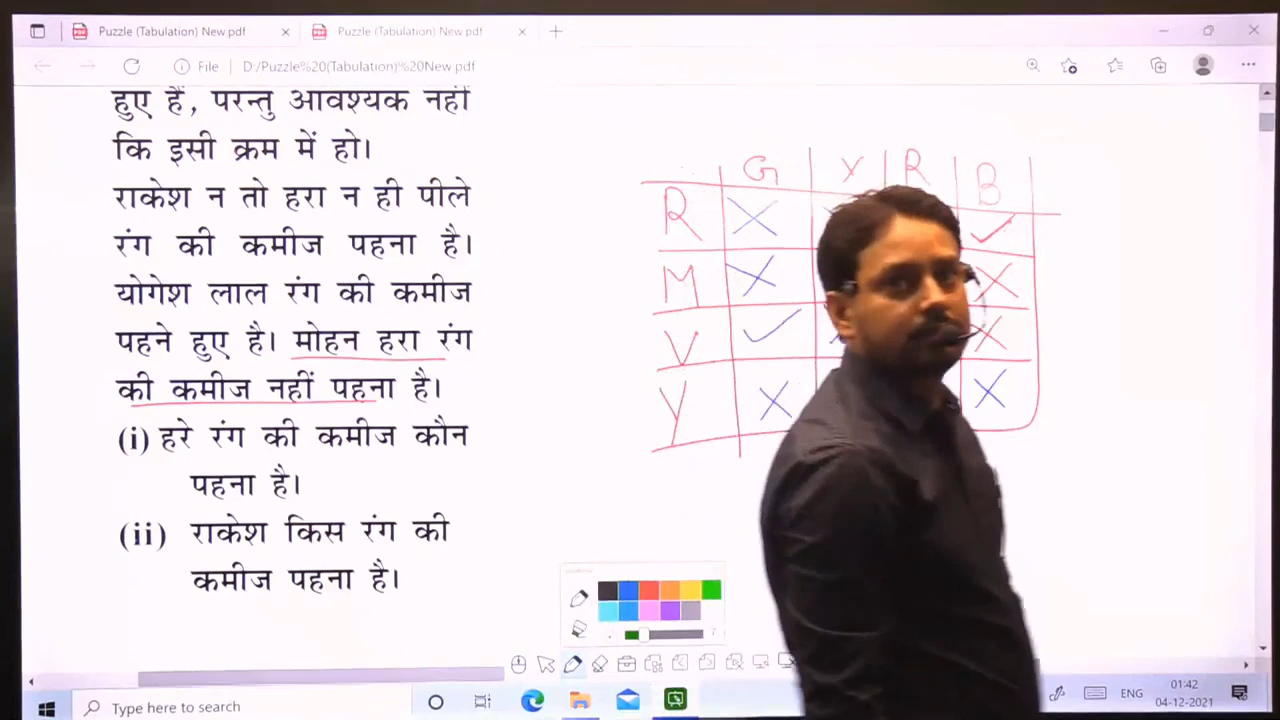 Puzzle (Tabulation) New.pdf
Puzzle (Tabulation) New.pdf
File
D:/Puzzle%20(Tabulation)%20New.pdf
हुए हैं, परन्तु आवश्यक नहीं
कि इसी क्रम में हो।
राकेश न तो हरा न ही पीले
रंग की कमीज पहना है।
योगेश लाल रंग की कमीज
पहने हुए है। मोहन हरा रंग
की कमीज नहीं पहना है।
(i) हरे रंग की कमीज कौन
पहना है।
(ii) राकेश किस रंग की
कमीज पहना है।
G Y R B
R
M
V
Y
Type here to search
ENG
01:42
04-12-2021